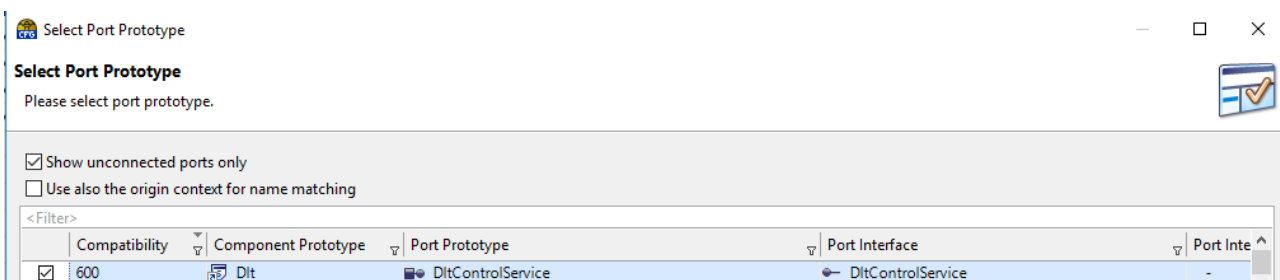 CFG Select Port Prototype
Select Port Prototype
Please select port prototype.
Show unconnected ports only
Use also the origin context for name matching
<Filter>
Compatibility Component Prototype Port Prototype Port Interface Port Inte
600 Dlt DltControlService DltControlService -